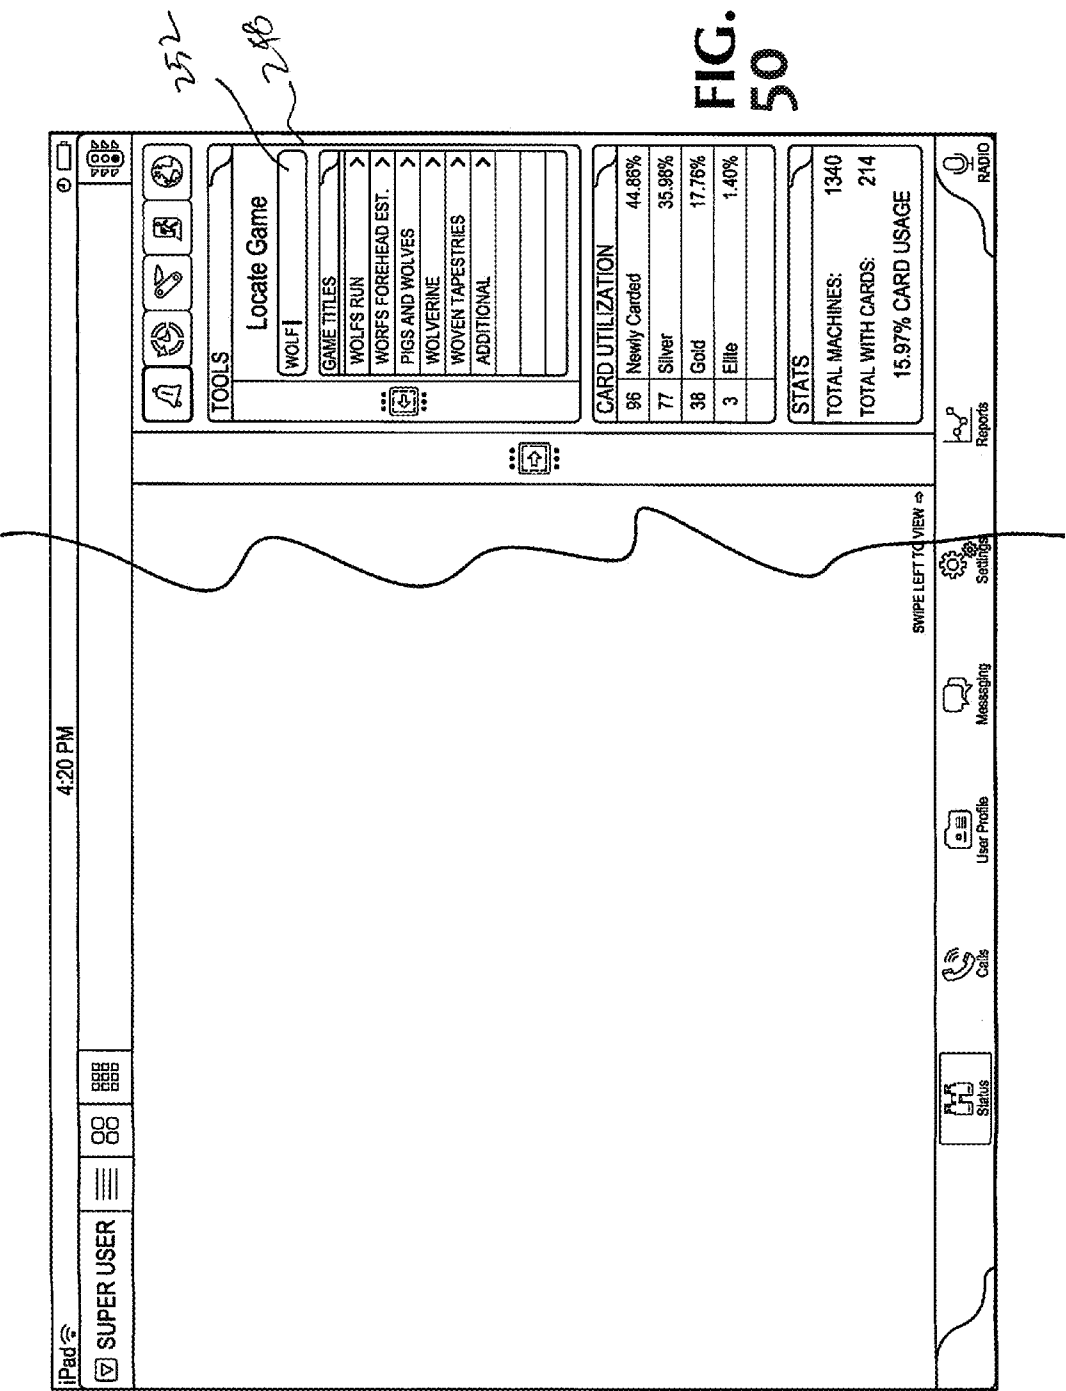 iPad 4:20 PM
SUPER USER
TOOLS
Locate Game
WOLF
GAME TITLES
WOLFS RUN >
WORFS FOREHEAD EST. >
PIGS AND WOLVES >
WOLVERINE >
WOVEN TAPESTRIES >
ADDITIONAL >
CARD UTILIZATION
96 Newly Carded 44.86%
77 Silver 35.98%
38 Gold 17.76%
3 Elite 1.40%
STATS
TOTAL MACHINES: 1340
TOTAL WITH CARDS: 214
15.97% CARD USAGE
SWIPE LEFT TO VIEW ⇨
Status Calls User Profile Messaging Settings Reports RADIO
252
248
FIG. 50